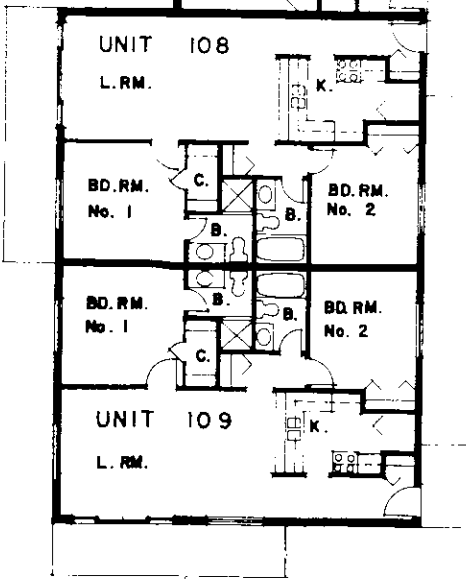 UNIT 108
L. RM.
K.
BD. RM.
No. 1
C.
B.
B.
BD. RM.
No. 2
BD. RM.
No. 1
B.
C.
B.
BD. RM.
No. 2
UNIT 109
L. RM.
K.